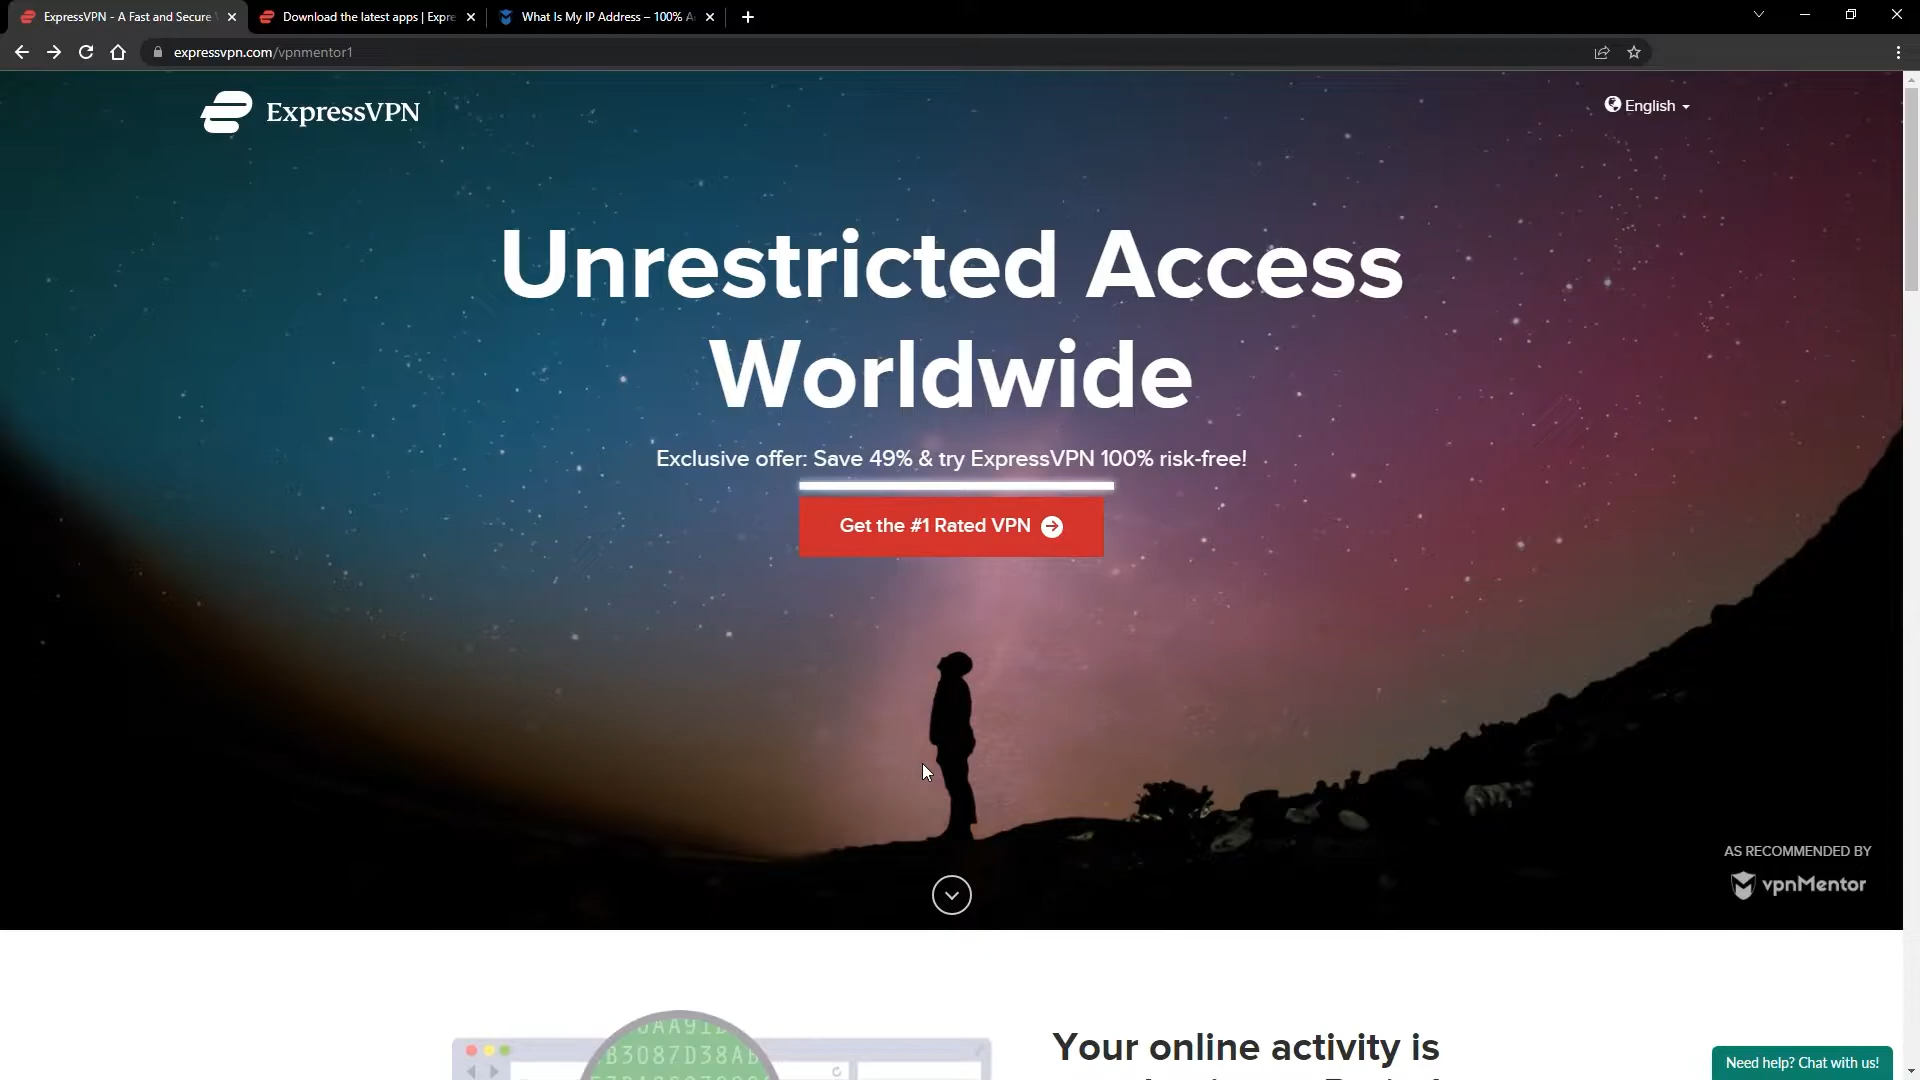 ExpressVPN - A Fast and Secure
Download the latest apps | Expre
What Is My IP Address – 100% A
expressvpn.com/vpnmentor1
ExpressVPN
English
Unrestricted Access
Worldwide
Exclusive offer: Save 49% & try ExpressVPN 100% risk-free!
Get the #1 Rated VPN
AS RECOMMENDED BY
vpnMentor
Your online activity is
Need help? Chat with us!